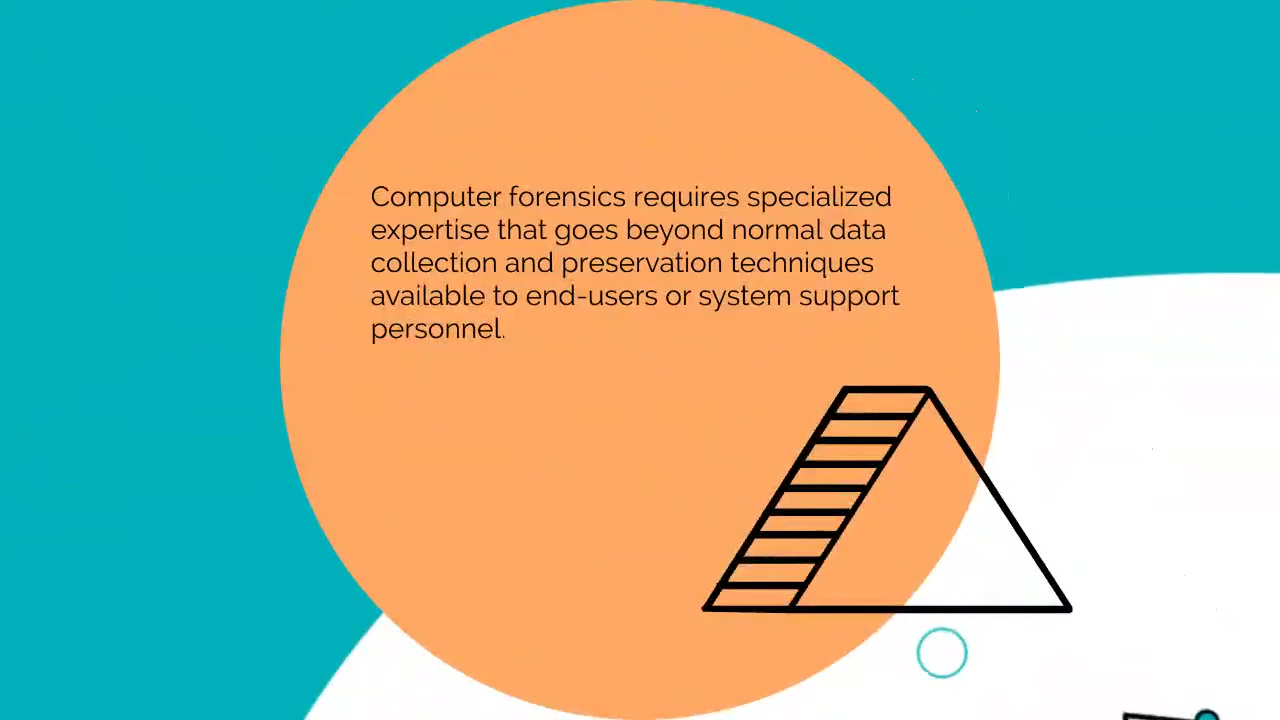 Computer forensics requires specialized
expertise that goes beyond normal data
collection and preservation techniques
available to end-users or system support
personnel.